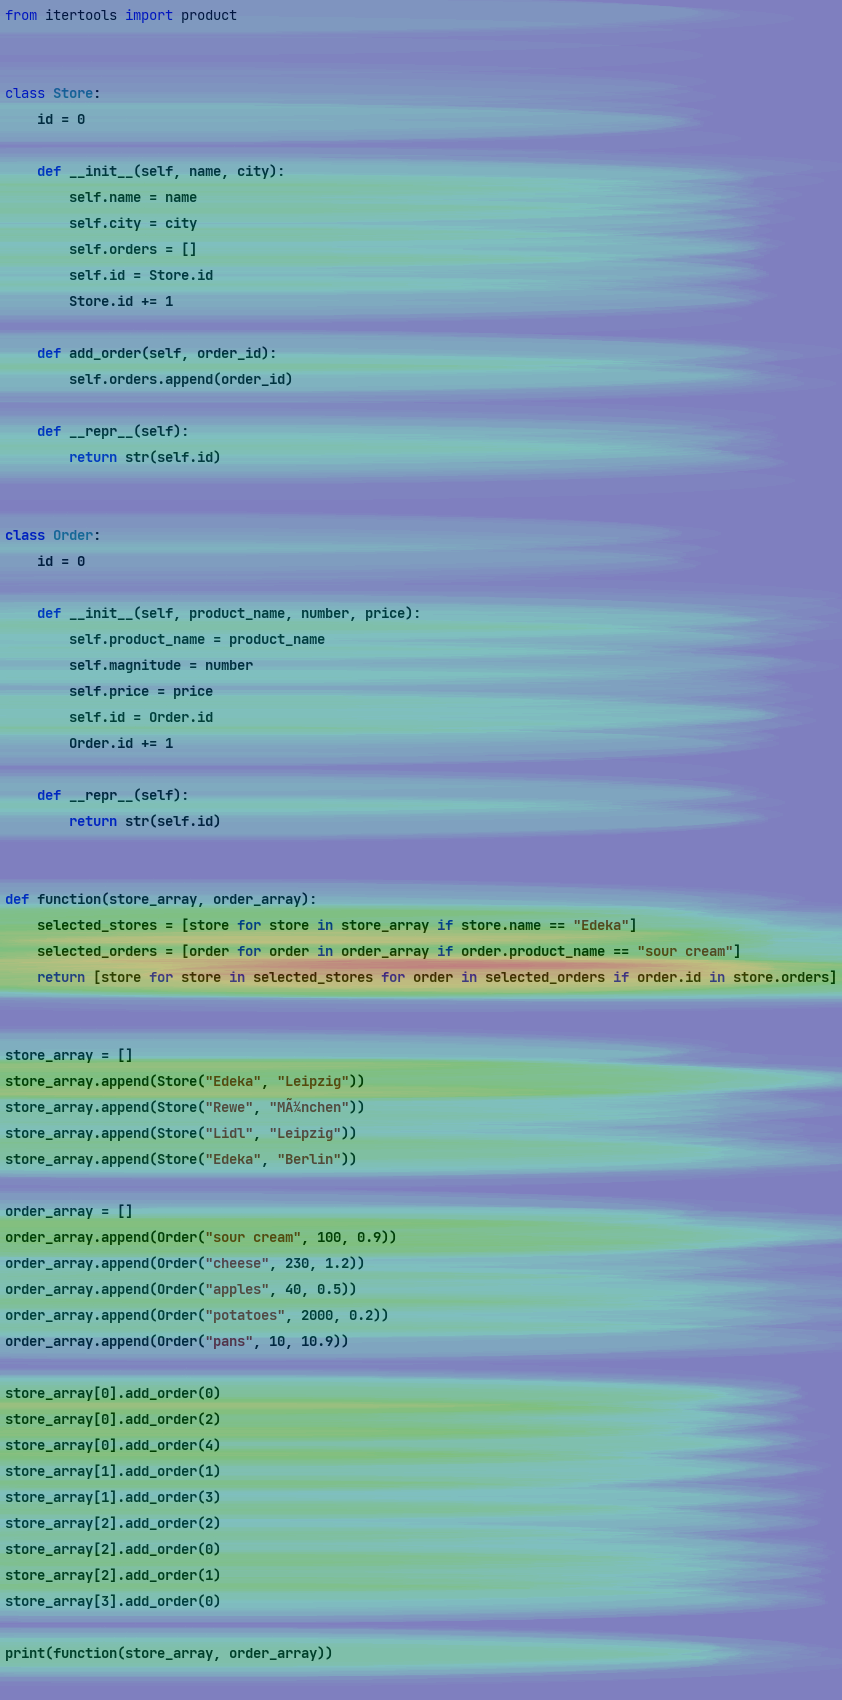 from itertools import product
class Store:
    id = 0
    def __init__(self, name, city):
        self.name = name
        self.city = city
        self.orders = []
        self.id = Store.id
        Store.id += 1
    def add_order(self, order_id):
        self.orders.append(order_id)
    def __repr__(self):
        return str(self.id)
class Order:
    id = 0
    def __init__(self, product_name, number, price):
        self.product_name = product_name
        self.magnitude = number
        self.price = price
        self.id = Order.id
        Order.id += 1
    def __repr__(self):
        return str(self.id)
def function(store_array, order_array):
    selected_stores = [store for store in store_array if store.name == "Edeka"]
    selected_orders = [order for order in order_array if order.product_name == "sour cream"]
    return [store for store in selected_stores for order in selected_orders if order.id in store.orders]
store_array = []
store_array.append(Store("Edeka", "Leipzig"))
store_array.append(Store("Rewe", "MÃ¼nchen"))
store_array.append(Store("Lidl", "Leipzig"))
store_array.append(Store("Edeka", "Berlin"))
order_array = []
order_array.append(Order("sour cream", 100, 0.9))
order_array.append(Order("cheese", 230, 1.2))
order_array.append(Order("apples", 40, 0.5))
order_array.append(Order("potatoes", 2000, 0.2))
order_array.append(Order("pans", 10, 10.9))
store_array[0].add_order(0)
store_array[0].add_order(2)
store_array[0].add_order(4)
store_array[1].add_order(1)
store_array[1].add_order(3)
store_array[2].add_order(2)
store_array[2].add_order(0)
store_array[2].add_order(1)
store_array[3].add_order(0)
print(function(store_array, order_array))